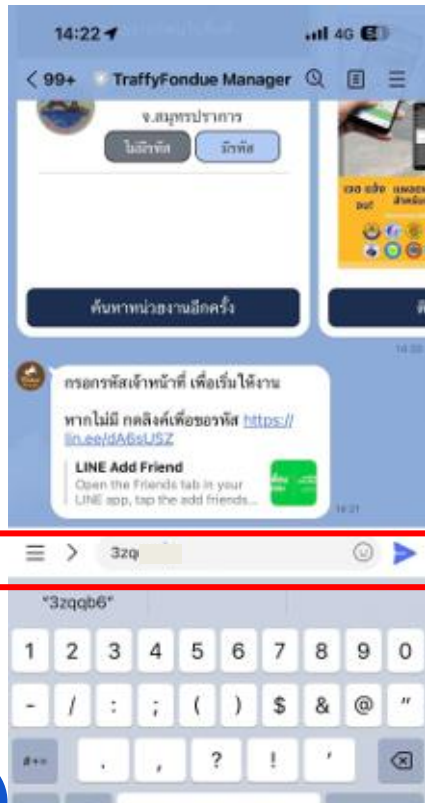 14:22
4G
99+ TraffyFondue Manager
จ.สมุทรปราการ
ไม่มีรหัส
มีรหัส
ค้นหาหน่วยงานอีกครั้ง
กรอกรหัสเจ้าหน้าที่ เพื่อเริ่มใช้งาน
หากไม่มี กดลิงค์เพื่อขอรหัส https://
lin.ee/dA6sUSZ
LINE Add Friend
Open the Friends tab in your
LINE app, tap the add friends...
14:21
3zq
"3zqqb6"
1 2 3 4 5 6 7 8 9 0
- / : ; ( ) $ & @ "
#+= . , ? ! '